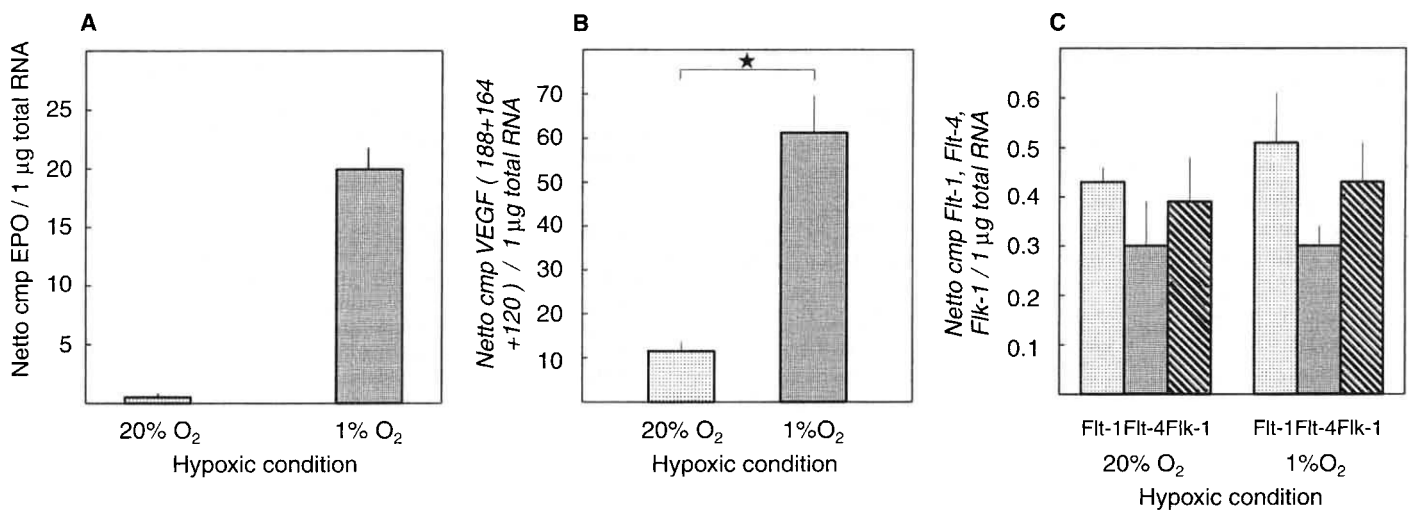 A
Netto cmp EPO / 1 µg total RNA
25
20
15
10
5
20% O₂
1% O₂
Hypoxic condition
B
Netto cmp VEGF ( 188+164
+120 ) / 1 µg total RNA
70
60
50
40
30
20
10
20% O₂
1%O₂
Hypoxic condition
C
Netto cmp Flt-1, Flt-4,
Flk-1 / 1 µg total RNA
0.6
0.5
0.4
0.3
0.2
0.1
Flt-1Flt-4Flk-1
Flt-1Flt-4Flk-1
20% O₂
1%O₂
Hypoxic condition